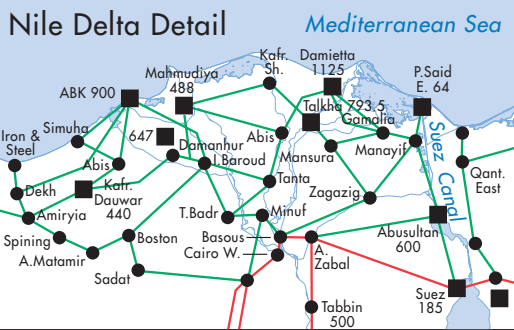 Nile Delta Detail
Mediterranean Sea
Kafr.
Sh.
Damietta
1125
P.Said
E. 64
Mahmudiya
488
ABK 900
Talkha 793.5
Gamalia
Simuha
647
Damanhur
Abis
Iron &
Steel
I.Baroud
Mansura
Manayif
Suez Canal
Abis
Tanta
Qant.
East
Dekh
Kafr.
Dauwar
440
Zagazig
Amiryia
T.Badr
Minuf
Spining
Boston
Basous
Abusultan
600
A.Matamir
Cairo W.
A.
Zabal
Sadat
Suez
185
Tabbin
500